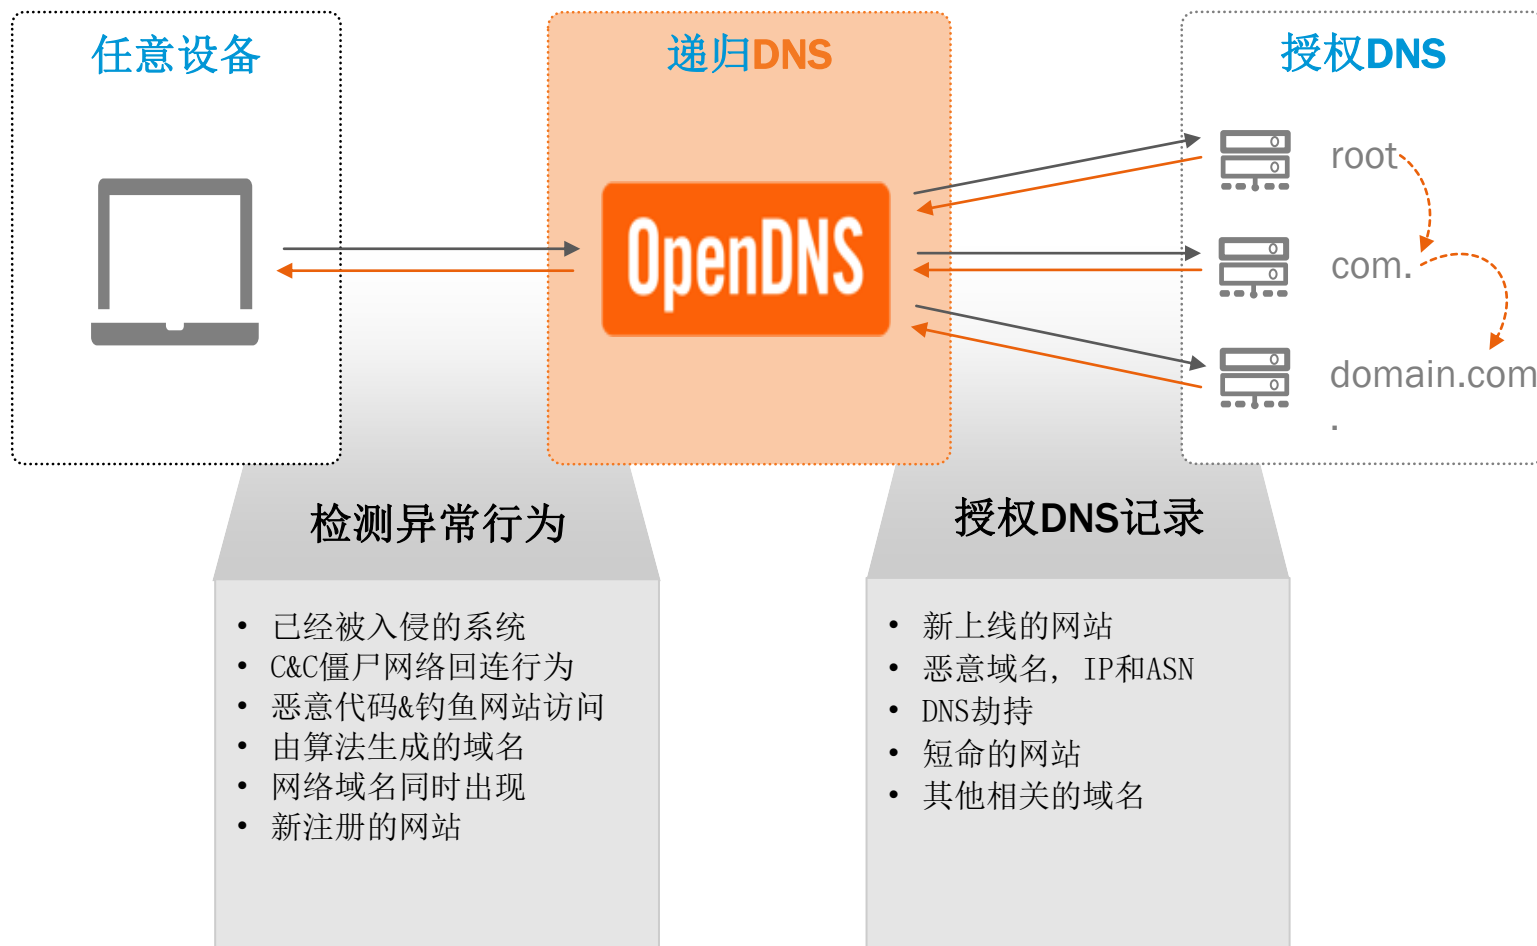 任意设备
递归DNS
授权DNS
OpenDNS
root
com.
domain.com
.
检测异常行为
• 已经被入侵的系统
• C&C僵尸网络回连行为
• 恶意代码&钓鱼网站访问
• 由算法生成的域名
• 网络域名同时出现
• 新注册的网站
授权DNS记录
• 新上线的网站
• 恶意域名, IP和ASN
• DNS劫持
• 短命的网站
• 其他相关的域名